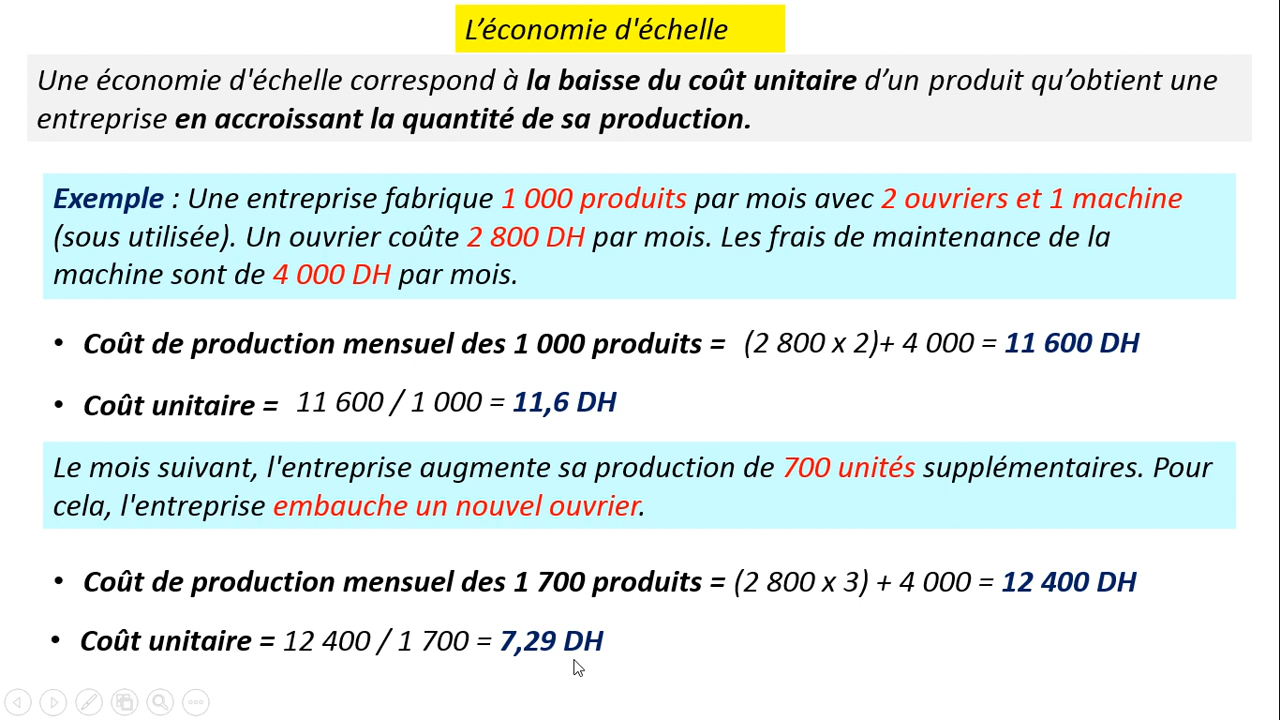 L’économie d'échelle
Une économie d'échelle correspond à la baisse du coût unitaire d’un produit qu’obtient une
entreprise en accroissant la quantité de sa production.
Exemple : Une entreprise fabrique 1 000 produits par mois avec 2 ouvriers et 1 machine
(sous utilisée). Un ouvrier coûte 2 800 DH par mois. Les frais de maintenance de la
machine sont de 4 000 DH par mois.
• Coût de production mensuel des 1 000 produits = (2 800 x 2)+ 4 000 = 11 600 DH
• Coût unitaire = 11 600 / 1 000 = 11,6 DH
Le mois suivant, l'entreprise augmente sa production de 700 unités supplémentaires. Pour
cela, l'entreprise embauche un nouvel ouvrier.
• Coût de production mensuel des 1 700 produits = (2 800 x 3) + 4 000 = 12 400 DH
• Coût unitaire = 12 400 / 1 700 = 7,29 DH